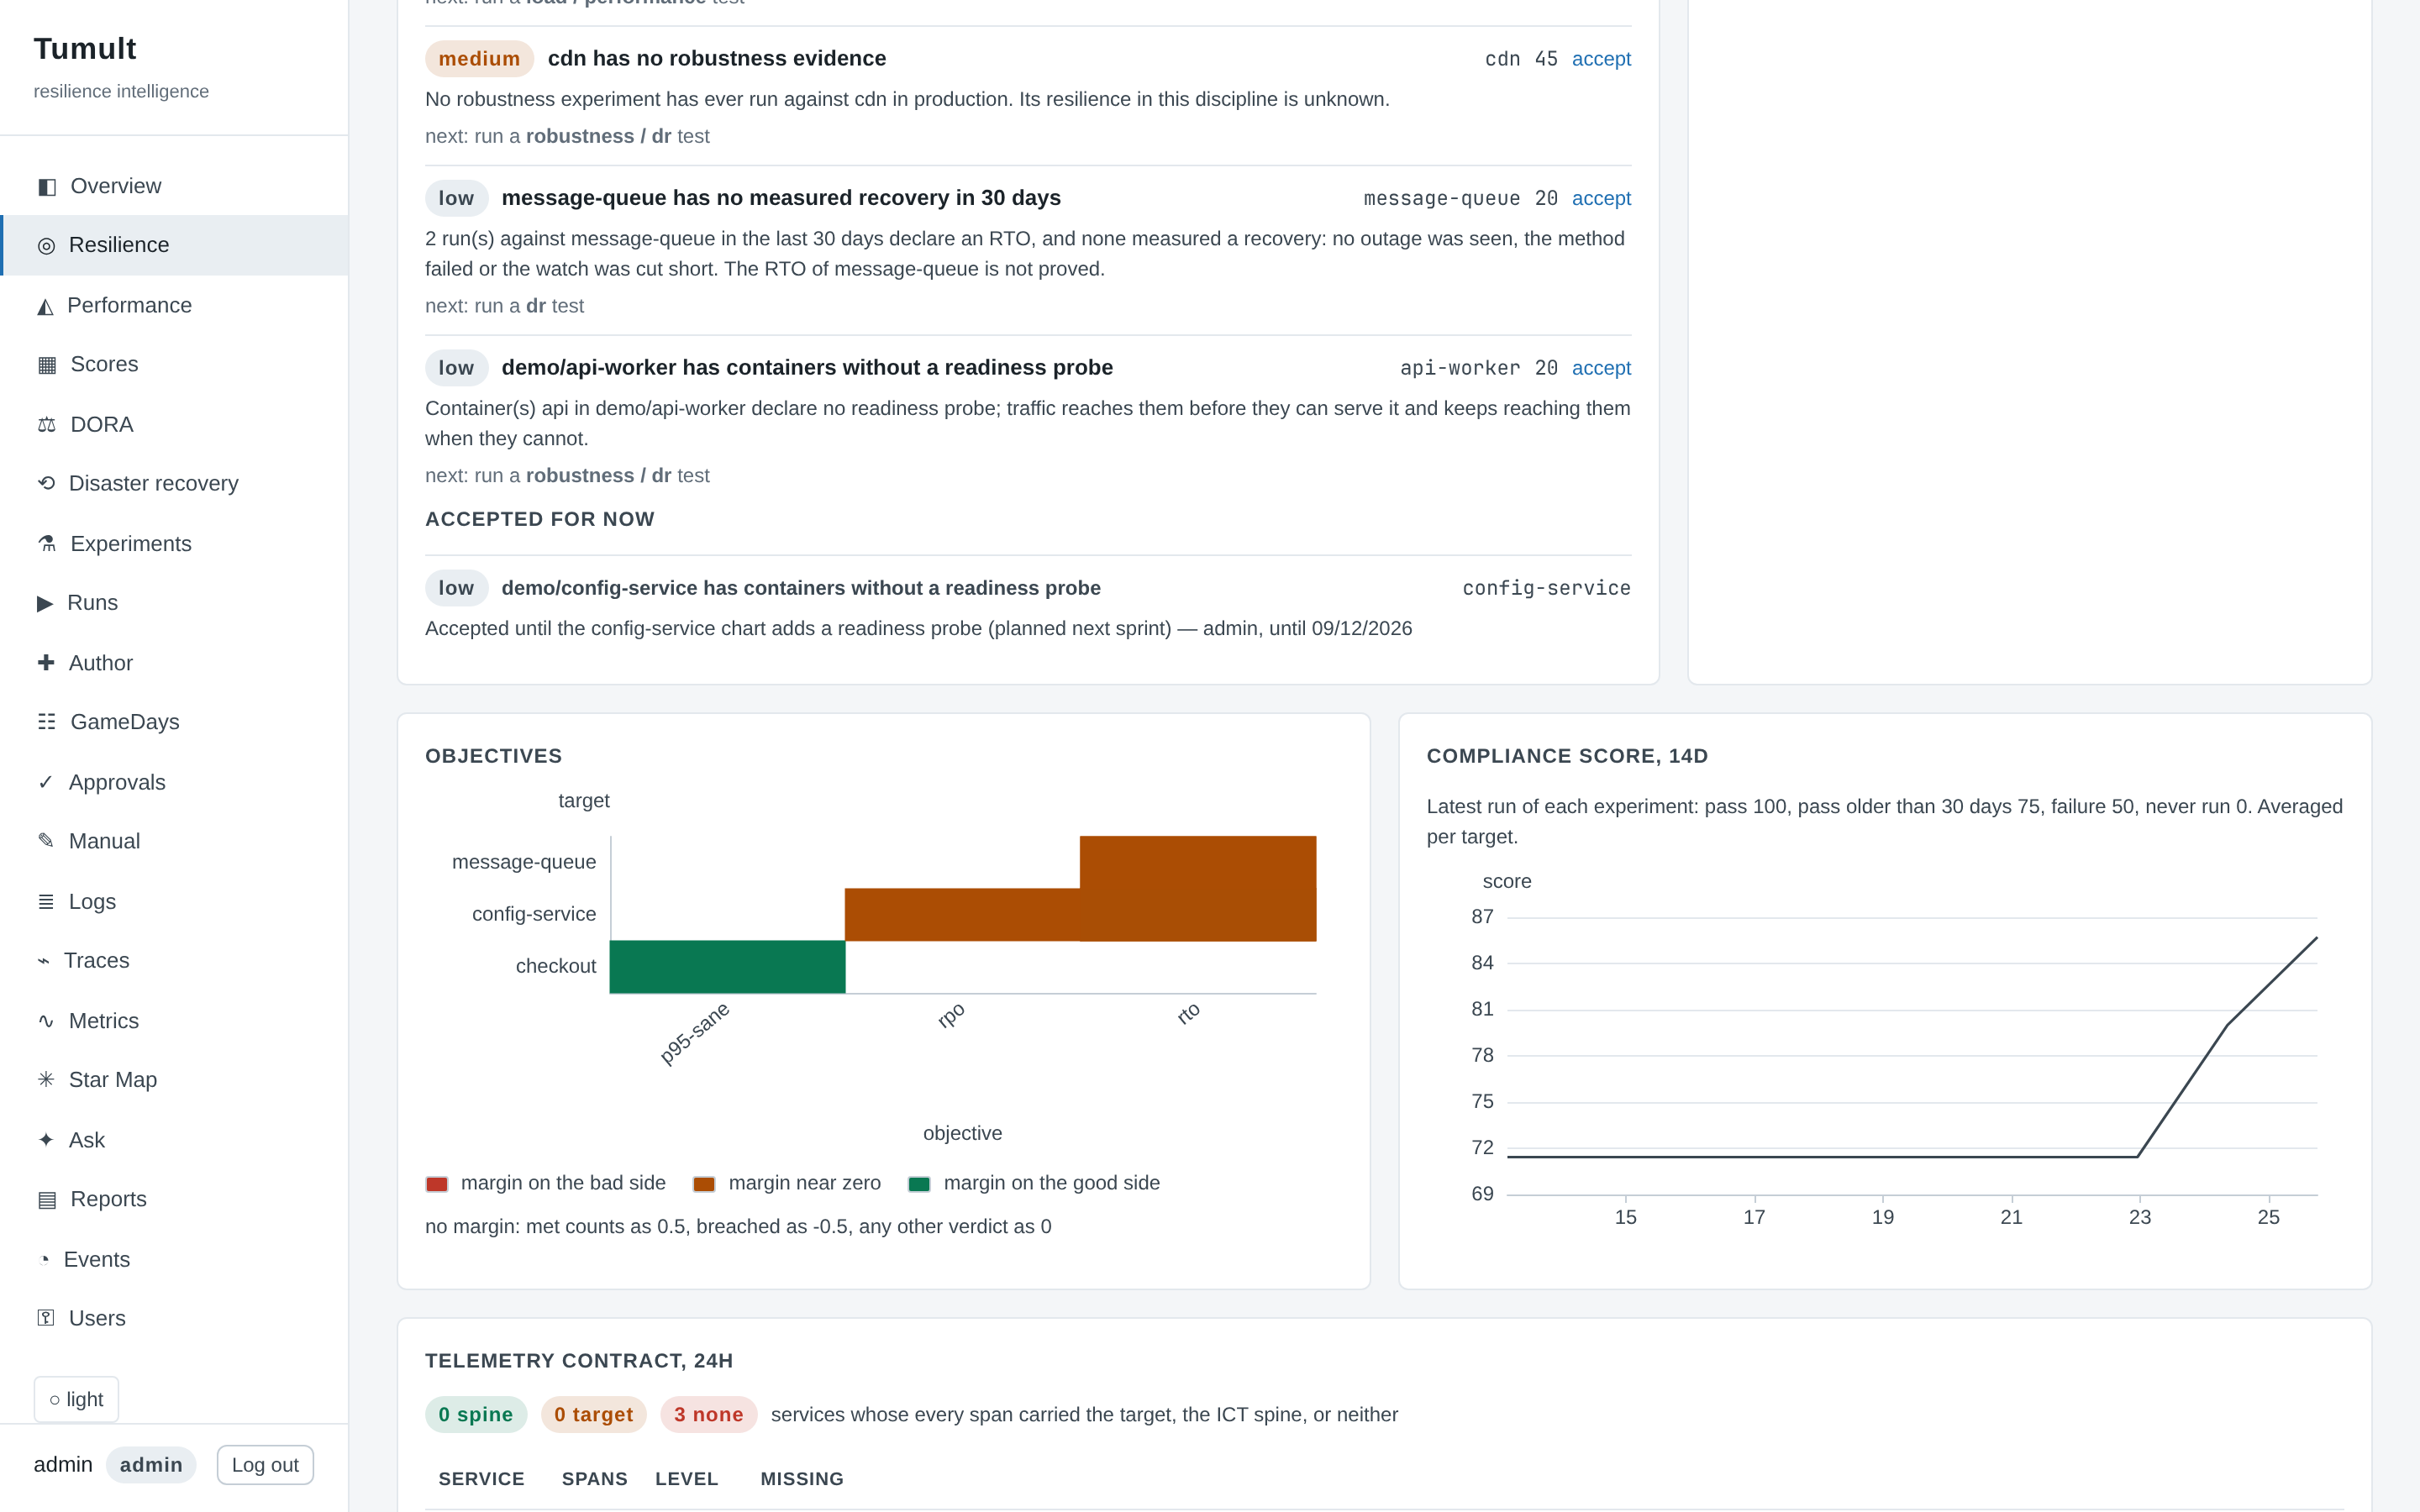 Tumult
resilience intelligence
Overview
Resilience
Performance
Scores
DORA
Disaster recovery
Experiments
Runs
Author
GameDays
Approvals
Manual
Logs
Traces
Metrics
Star Map
Ask
Reports
Events
Users
light
admin admin Log out
next: run a load / performance test
medium cdn has no robustness evidence cdn 45 accept
No robustness experiment has ever run against cdn in production. Its resilience in this discipline is unknown.
next: run a robustness / dr test
low message-queue has no measured recovery in 30 days message-queue 20 accept
2 run(s) against message-queue in the last 30 days declare an RTO, and none measured a recovery: no outage was seen, the method
failed or the watch was cut short. The RTO of message-queue is not proved.
next: run a dr test
low demo/api-worker has containers without a readiness probe api-worker 20 accept
Container(s) api in demo/api-worker declare no readiness probe; traffic reaches them before they can serve it and keeps reaching them
when they cannot.
next: run a robustness / dr test
ACCEPTED FOR NOW
low demo/config-service has containers without a readiness probe config-service
Accepted until the config-service chart adds a readiness probe (planned next sprint) — admin, until 09/12/2026
OBJECTIVES
target
message-queue
config-service
checkout
p95-sane rpo rto
objective
margin on the bad side margin near zero margin on the good side
no margin: met counts as 0.5, breached as -0.5, any other verdict as 0
COMPLIANCE SCORE, 14D
Latest run of each experiment: pass 100, pass older than 30 days 75, failure 50, never run 0. Averaged
per target.
score
87
84
81
78
75
72
69
15 17 19 21 23 25
TELEMETRY CONTRACT, 24H
0 spine 0 target 3 none services whose every span carried the target, the ICT spine, or neither
SERVICE SPANS LEVEL MISSING